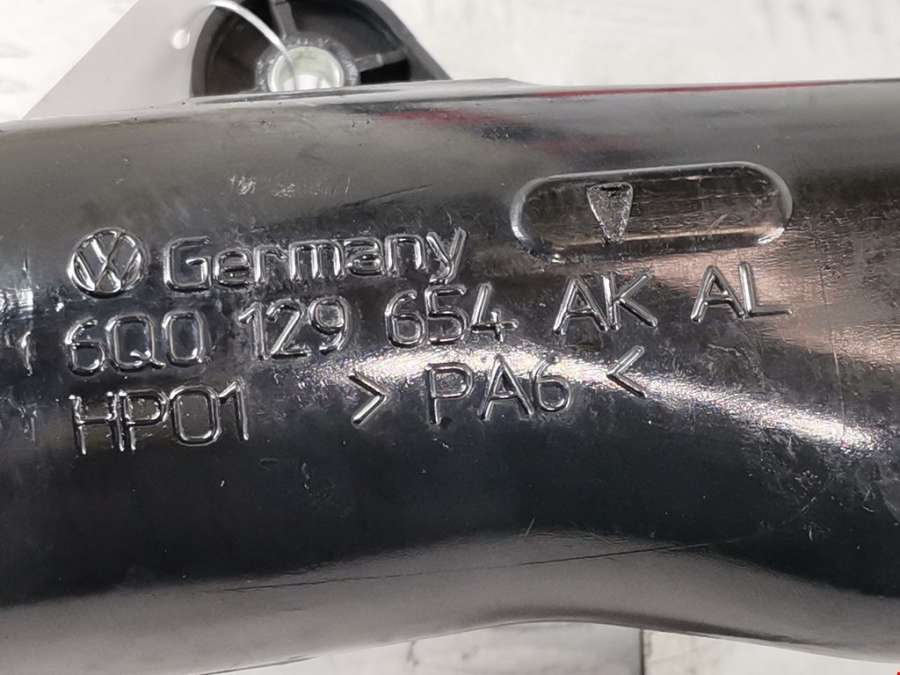 Germany
6Q0 129 654 AK AL
HP01 > PA6 <